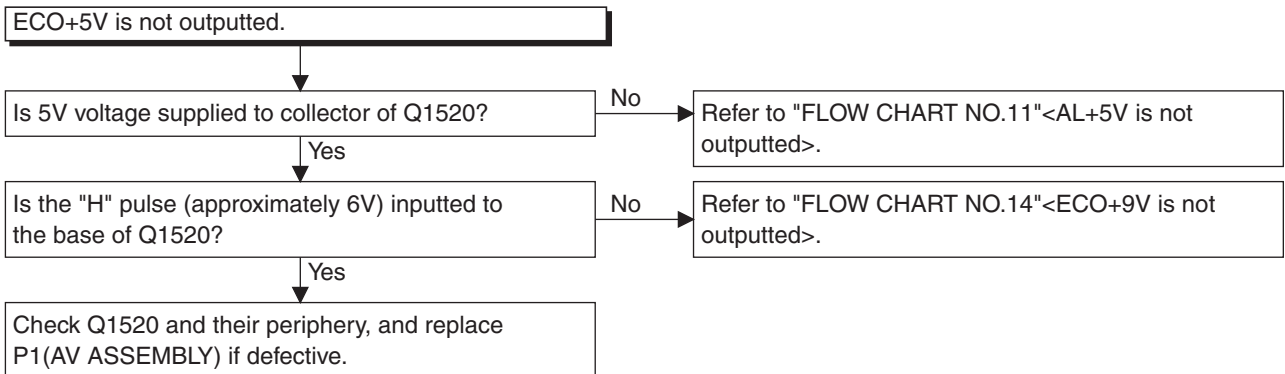 ECO+5V is not outputted.
Is 5V voltage supplied to collector of Q1520?
No
Refer to "FLOW CHART NO.11"<AL+5V is not
outputted>.
Yes
Is the "H" pulse (approximately 6V) inputted to
the base of Q1520?
No
Refer to "FLOW CHART NO.14"<ECO+9V is not
outputted>.
Yes
Check Q1520 and their periphery, and replace
P1(AV ASSEMBLY) if defective.